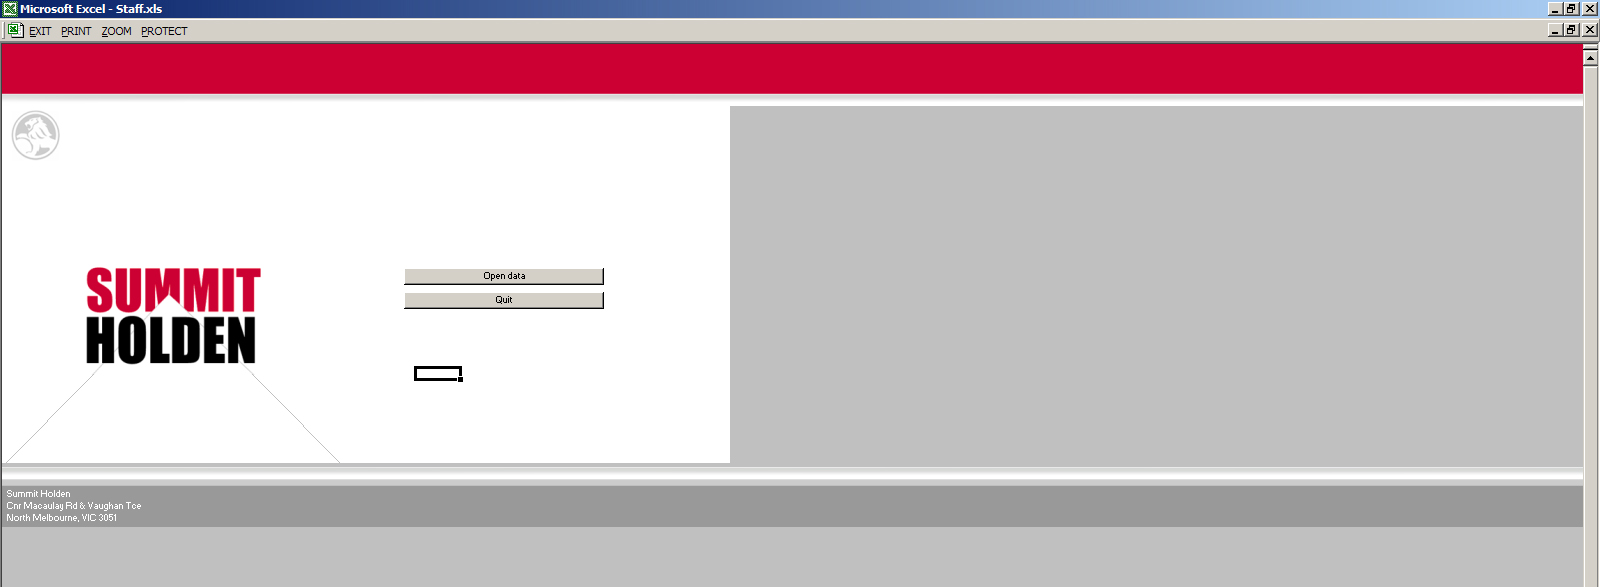 Microsoft Excel - Staff.xls
EXIT PRINT ZOOM PROTECT
SUMMIT
HOLDEN
Open data
Quit
Summit Holden
Cnr Macaulay Rd & Vaughan Tce
North Melbourne, VIC 3051